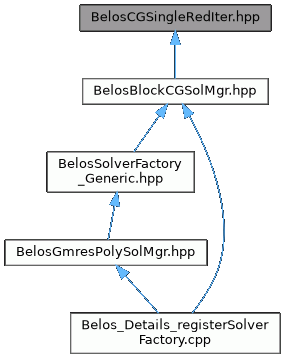 BelosCGSingleRedIter.hpp
BelosBlockCGSolMgr.hpp
BelosSolverFactory
_Generic.hpp
BelosGmresPolySolMgr.hpp
Belos_Details_registerSolver
Factory.cpp